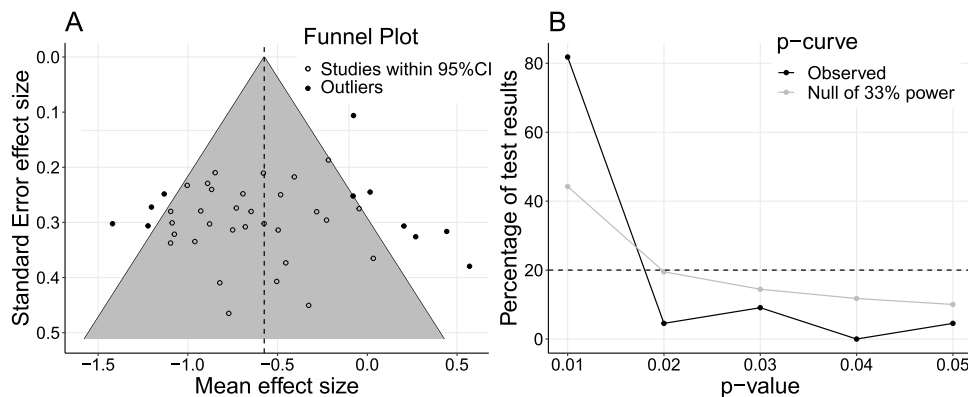 A
Funnel Plot
Studies within 95%CI
Outliers
Standard Error effect size
0.0
0.1
0.2
0.3
0.4
0.5
−1.5
−1.0
−0.5
0.0
0.5
Mean effect size
B
p−curve
Observed
Null of 33% power
Percentage of test results
80
60
40
20
0
0.01
0.02
0.03
0.04
0.05
p−value